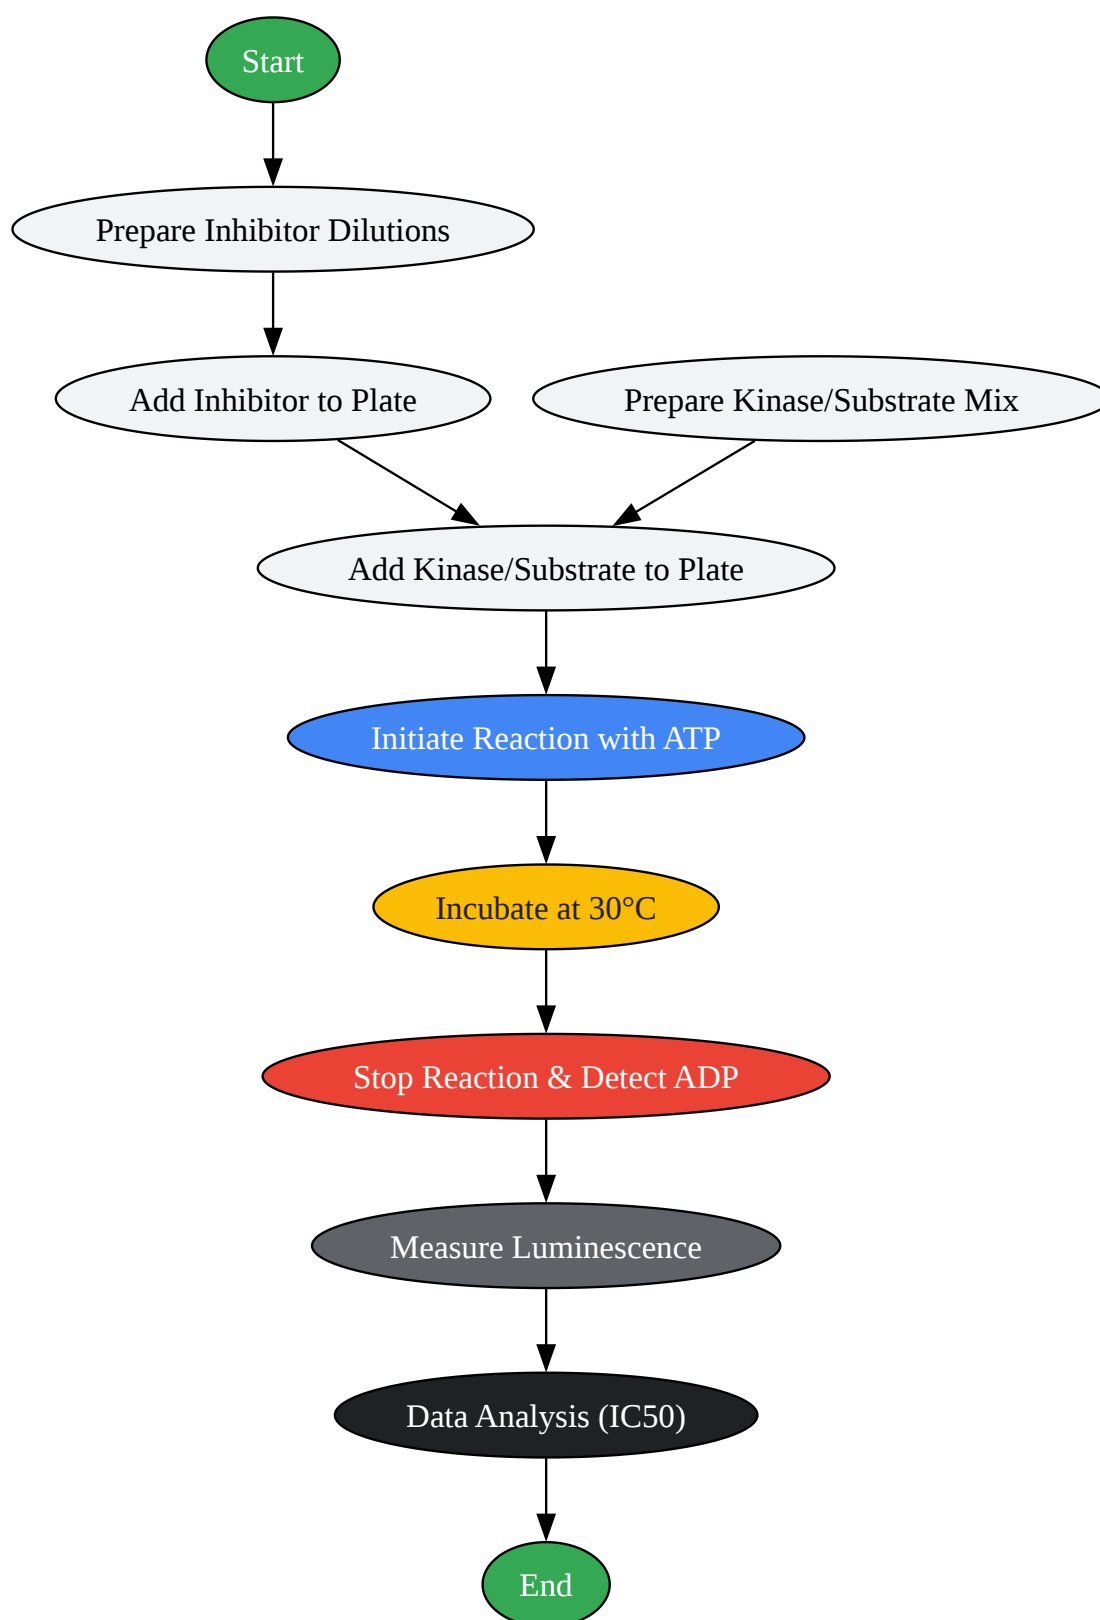 Start
Prepare Inhibitor Dilutions
Add Inhibitor to Plate
Prepare Kinase/Substrate Mix
Add Kinase/Substrate to Plate
Initiate Reaction with ATP
Incubate at 30°C
Stop Reaction & Detect ADP
Measure Luminescence
Data Analysis (IC50)
End